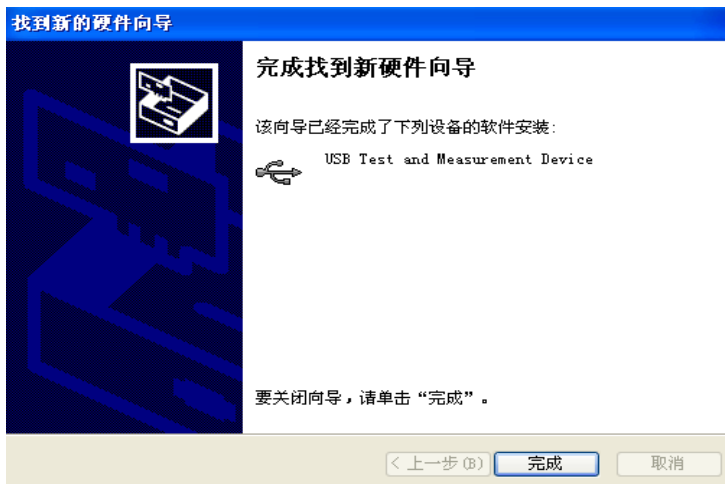 找到新的硬件向导
完成找到新硬件向导
该向导已经完成了下列设备的软件安装:
USB Test and Measurement Device
要关闭向导，请单击“完成”。
< 上一步(B)
完成
取消